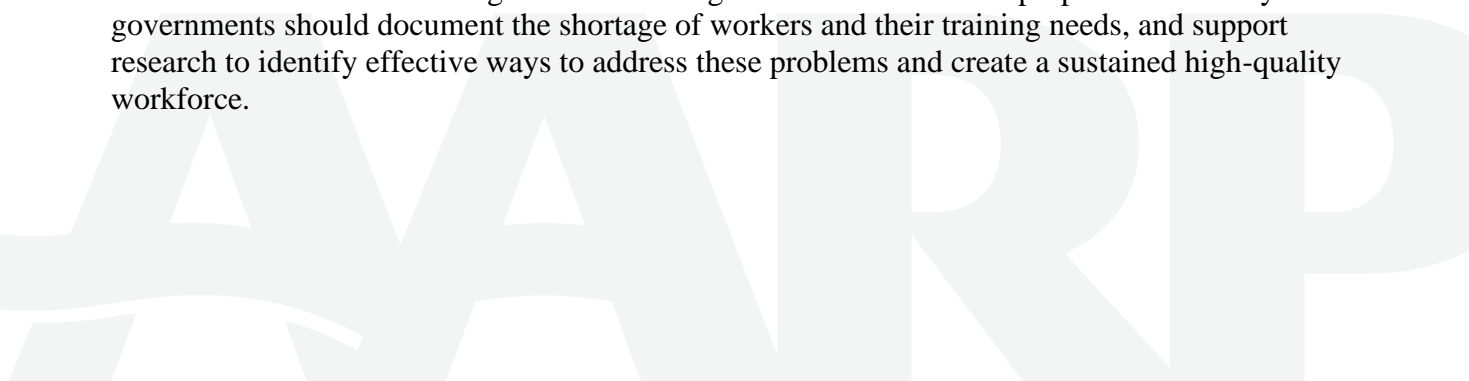 governments should document the shortage of workers and their training needs, and support
research to identify effective ways to address these problems and create a sustained high-quality
workforce.
AARP